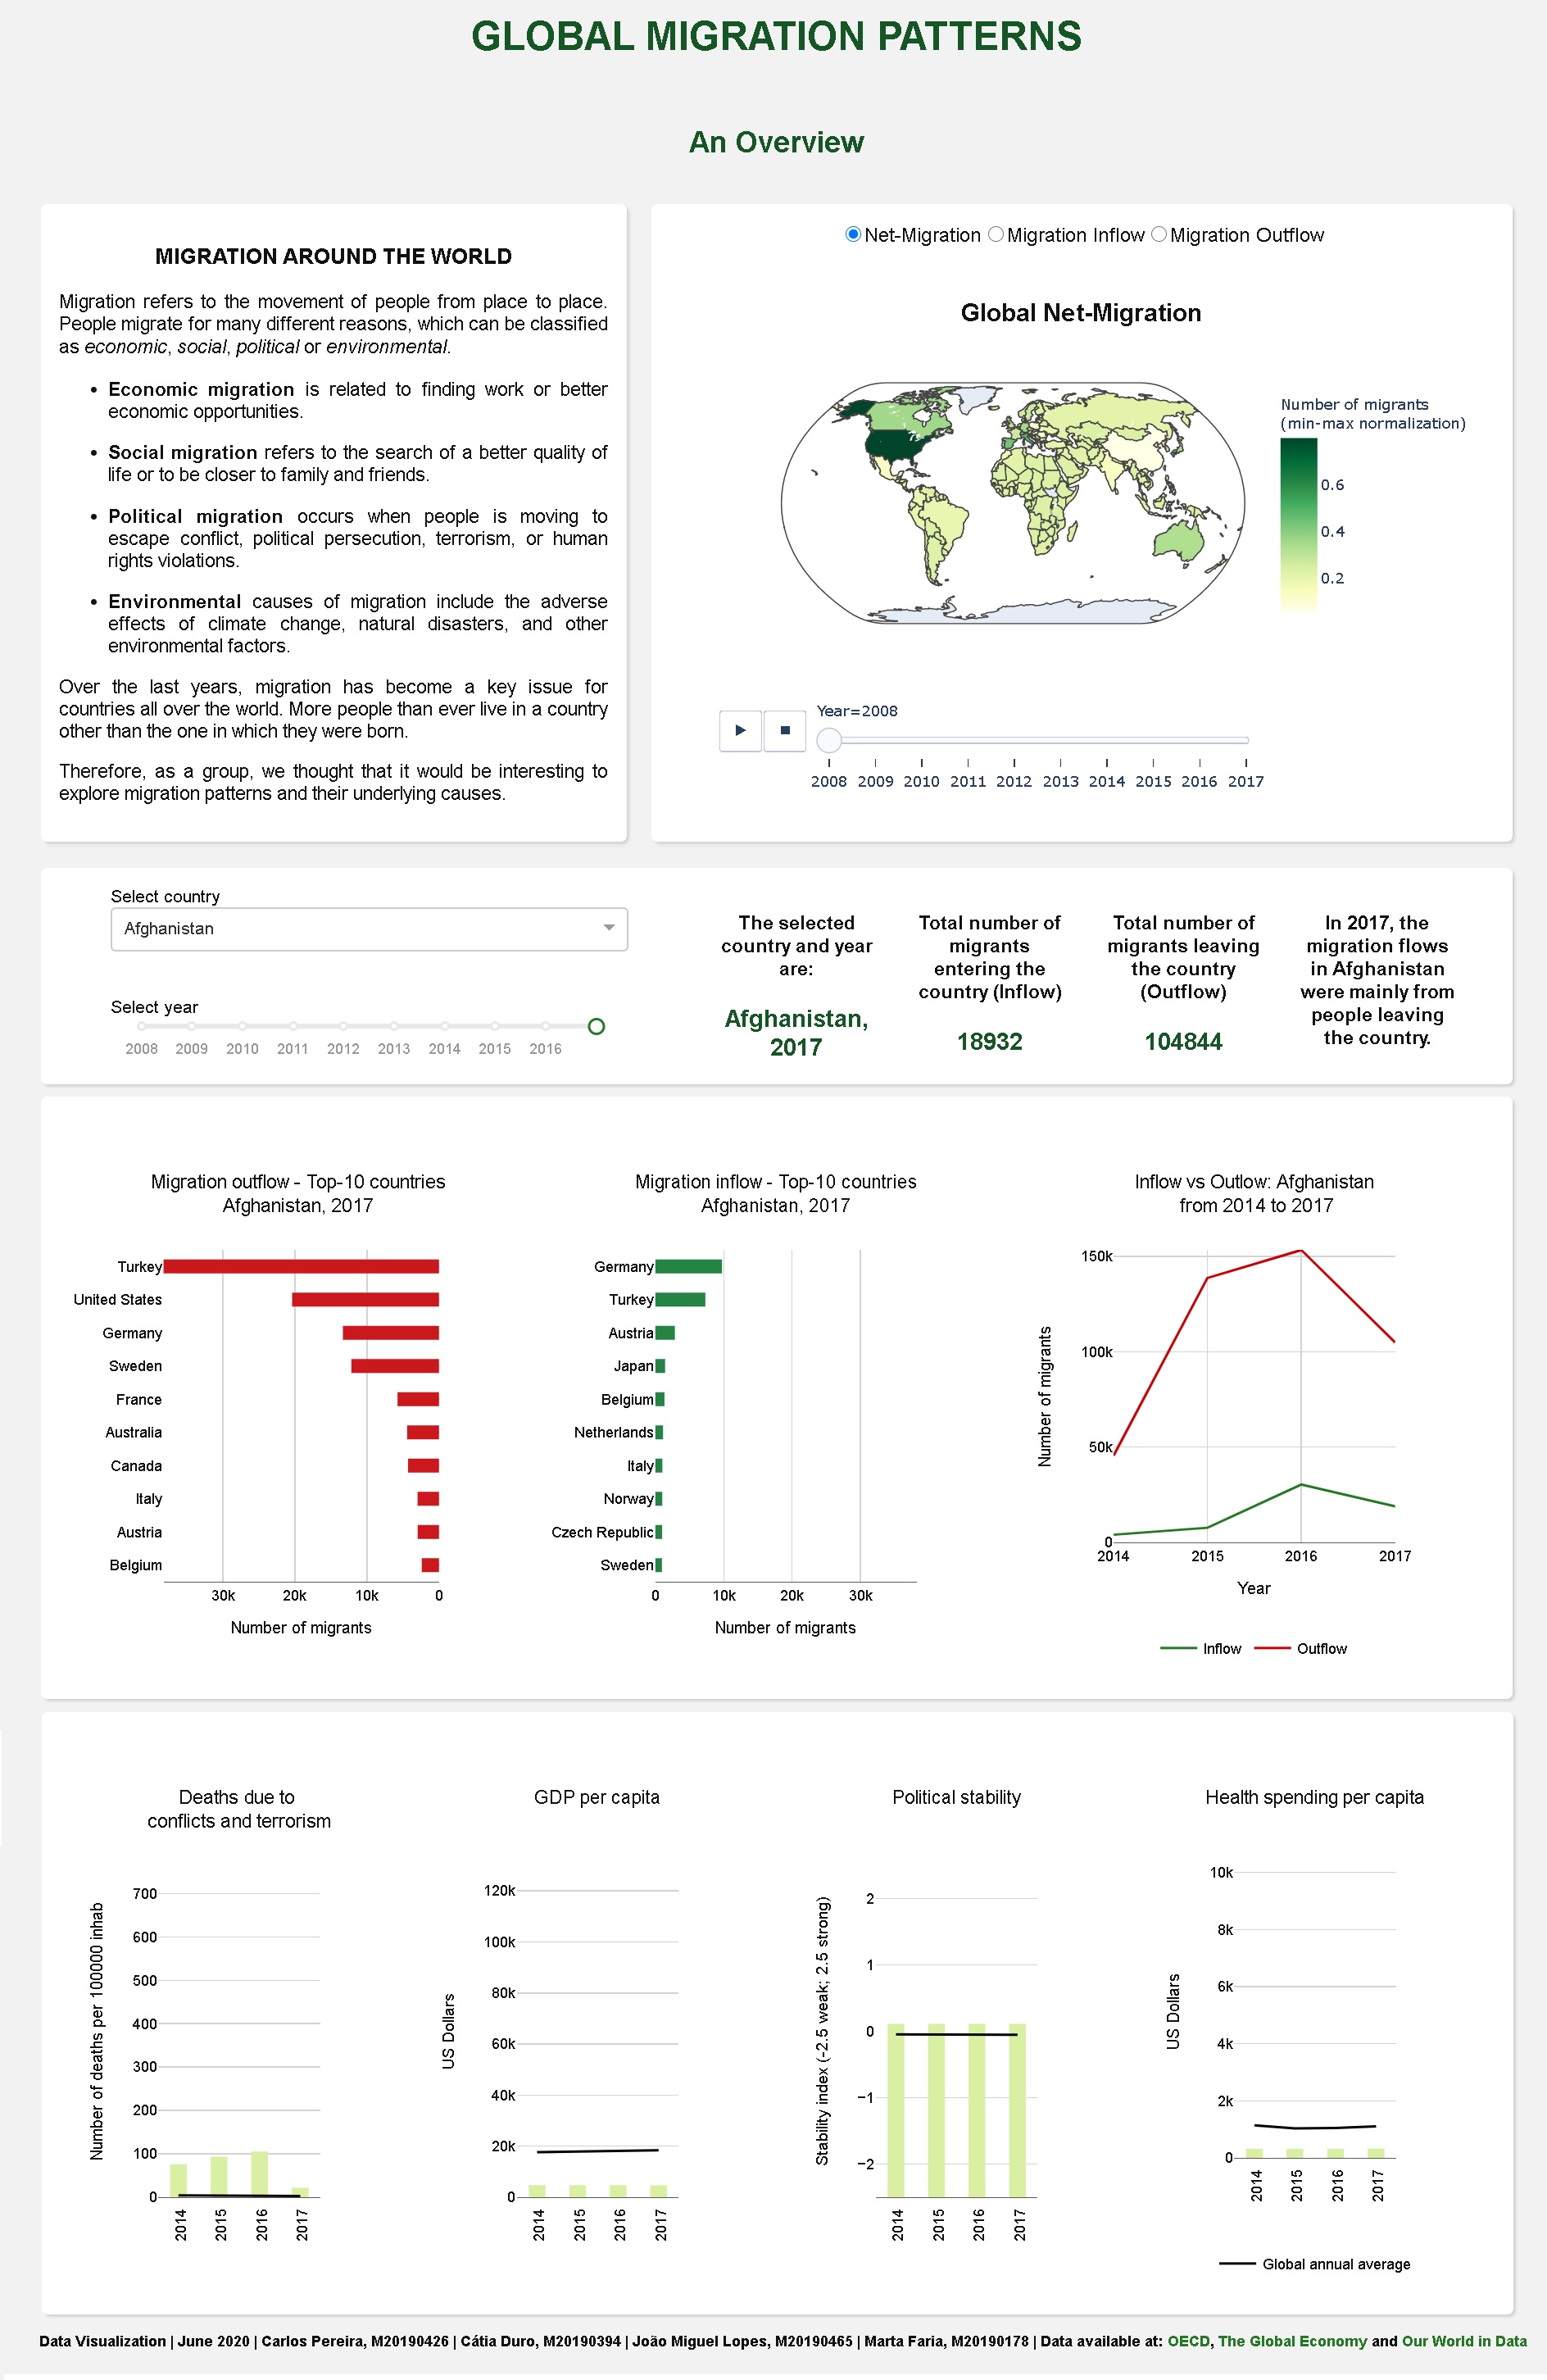 GLOBAL MIGRATION PATTERNS
An Overview
MIGRATION AROUND THE WORLD
Migration refers to the movement of people from place to place.
People migrate for many different reasons, which can be classified
as economic, social, political or environmental.
• Economic migration is related to finding work or better
economic opportunities.
• Social migration refers to the search of a better quality of
life or to be closer to family and friends.
• Political migration occurs when people is moving to
escape conflict, political persecution, terrorism, or human
rights violations.
• Environmental causes of migration include the adverse
effects of climate change, natural disasters, and other
environmental factors.
Over the last years, migration has become a key issue for
countries all over the world. More people than ever live in a country
other than the one in which they were born.
Therefore, as a group, we thought that it would be interesting to
explore migration patterns and their underlying causes.
Net-Migration Migration Inflow Migration Outflow
Global Net-Migration
Number of migrants
(min-max normalization)
0.6
0.4
0.2
Year=2008
2008 2009 2010 2011 2012 2013 2014 2015 2016 2017
Select country
Afghanistan
Select year
2008 2009 2010 2011 2012 2013 2014 2015 2016
The selected
country and year
are:
Afghanistan,
2017
Total number of
migrants
entering the
country (Inflow)
18932
Total number of
migrants leaving
the country
(Outflow)
104844
In 2017, the
migration flows
in Afghanistan
were mainly from
people leaving
the country.
Migration outflow - Top-10 countries
Afghanistan, 2017
Turkey
United States
Germany
Sweden
France
Australia
Canada
Italy
Austria
Belgium
30k 20k 10k 0
Number of migrants
Migration inflow - Top-10 countries
Afghanistan, 2017
Germany
Turkey
Austria
Japan
Belgium
Netherlands
Italy
Norway
Czech Republic
Sweden
0 10k 20k 30k
Number of migrants
Inflow vs Outlow: Afghanistan
from 2014 to 2017
Number of migrants
150k
100k
50k
0
2014 2015 2016 2017
Year
Inflow Outflow
Deaths due to
conflicts and terrorism
Number of deaths per 100000 inhab
700
600
500
400
300
200
100
0
2014 2015 2016 2017
GDP per capita
US Dollars
120k
100k
80k
60k
40k
20k
0
2014 2015 2016 2017
Political stability
Stability index (-2.5 weak; 2.5 strong)
2
1
0
−1
−2
2014 2015 2016 2017
Health spending per capita
US Dollars
10k
8k
6k
4k
2k
0
2014 2015 2016 2017
Global annual average
Data Visualization | June 2020 | Carlos Pereira, M20190426 | Cátia Duro, M20190394 | João Miguel Lopes, M20190465 | Marta Faria, M20190178 | Data available at: OECD, The Global Economy and Our World in Data